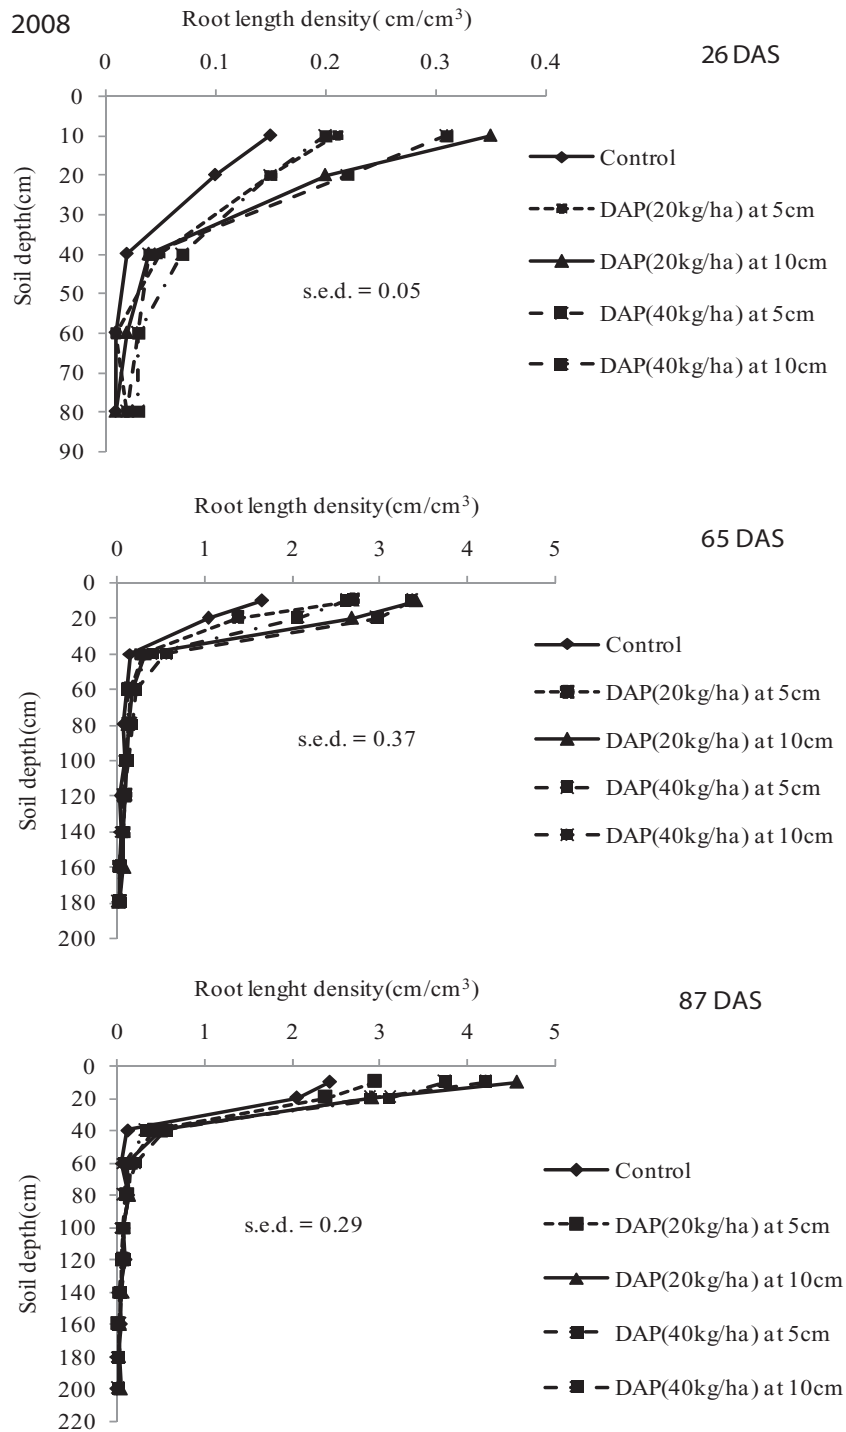 2008
Root length density( cm/cm³)
26 DAS
0 0.1 0.2 0.3 0.4
0
10
20
30
40
50
60
70
80
90
Soil depth(cm)
Control
DAP(20kg/ha) at 5cm
DAP(20kg/ha) at 10cm
DAP(40kg/ha) at 5cm
DAP(40kg/ha) at 10cm
s.e.d. = 0.05
Root length density(cm/cm³)
65 DAS
0 1 2 3 4 5
0
20
40
60
80
100
120
140
160
180
200
Soil depth(cm)
Control
DAP(20kg/ha) at 5cm
DAP(20kg/ha) at 10cm
DAP(40kg/ha) at 5cm
DAP(40kg/ha) at 10cm
s.e.d. = 0.37
Root lenght density(cm/cm³)
87 DAS
0 1 2 3 4 5
0
20
40
60
80
100
120
140
160
180
200
220
Soil depth(cm)
Control
DAP(20kg/ha) at 5cm
DAP(20kg/ha) at 10cm
DAP(40kg/ha) at 5cm
DAP(40kg/ha) at 10cm
s.e.d. = 0.29